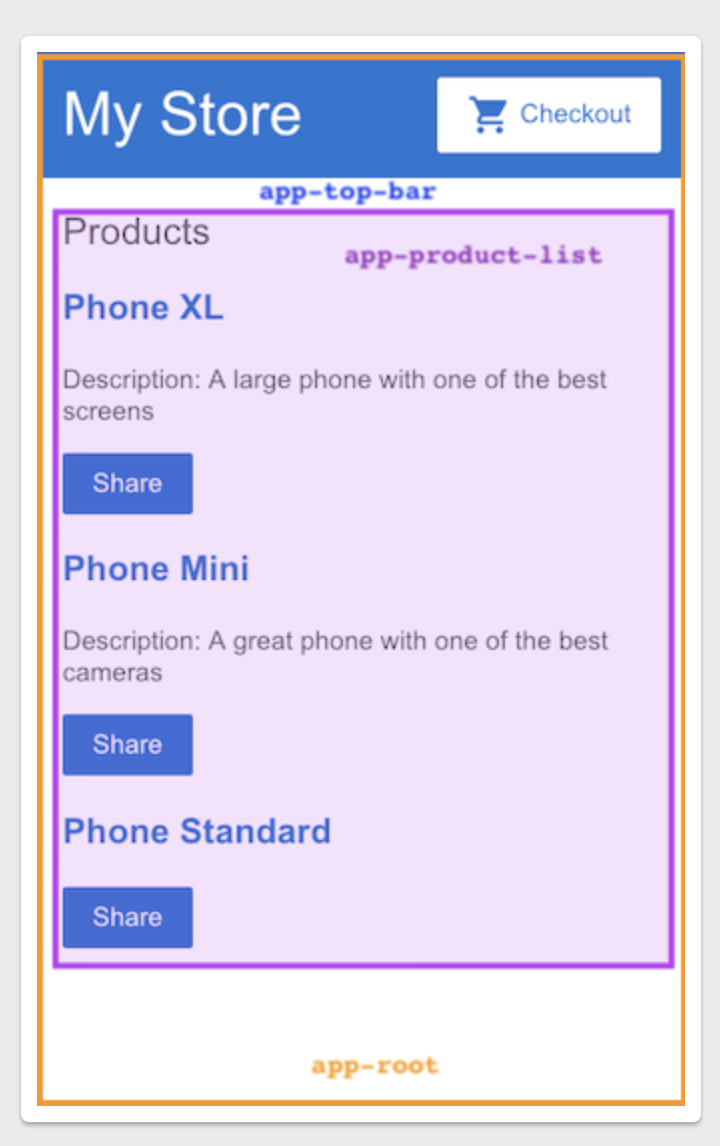 My Store
Checkout
app-top-bar
Products
app-product-list
Phone XL
Description: A large phone with one of the best
screens
Share
Phone Mini
Description: A great phone with one of the best
cameras
Share
Phone Standard
Share
app-root